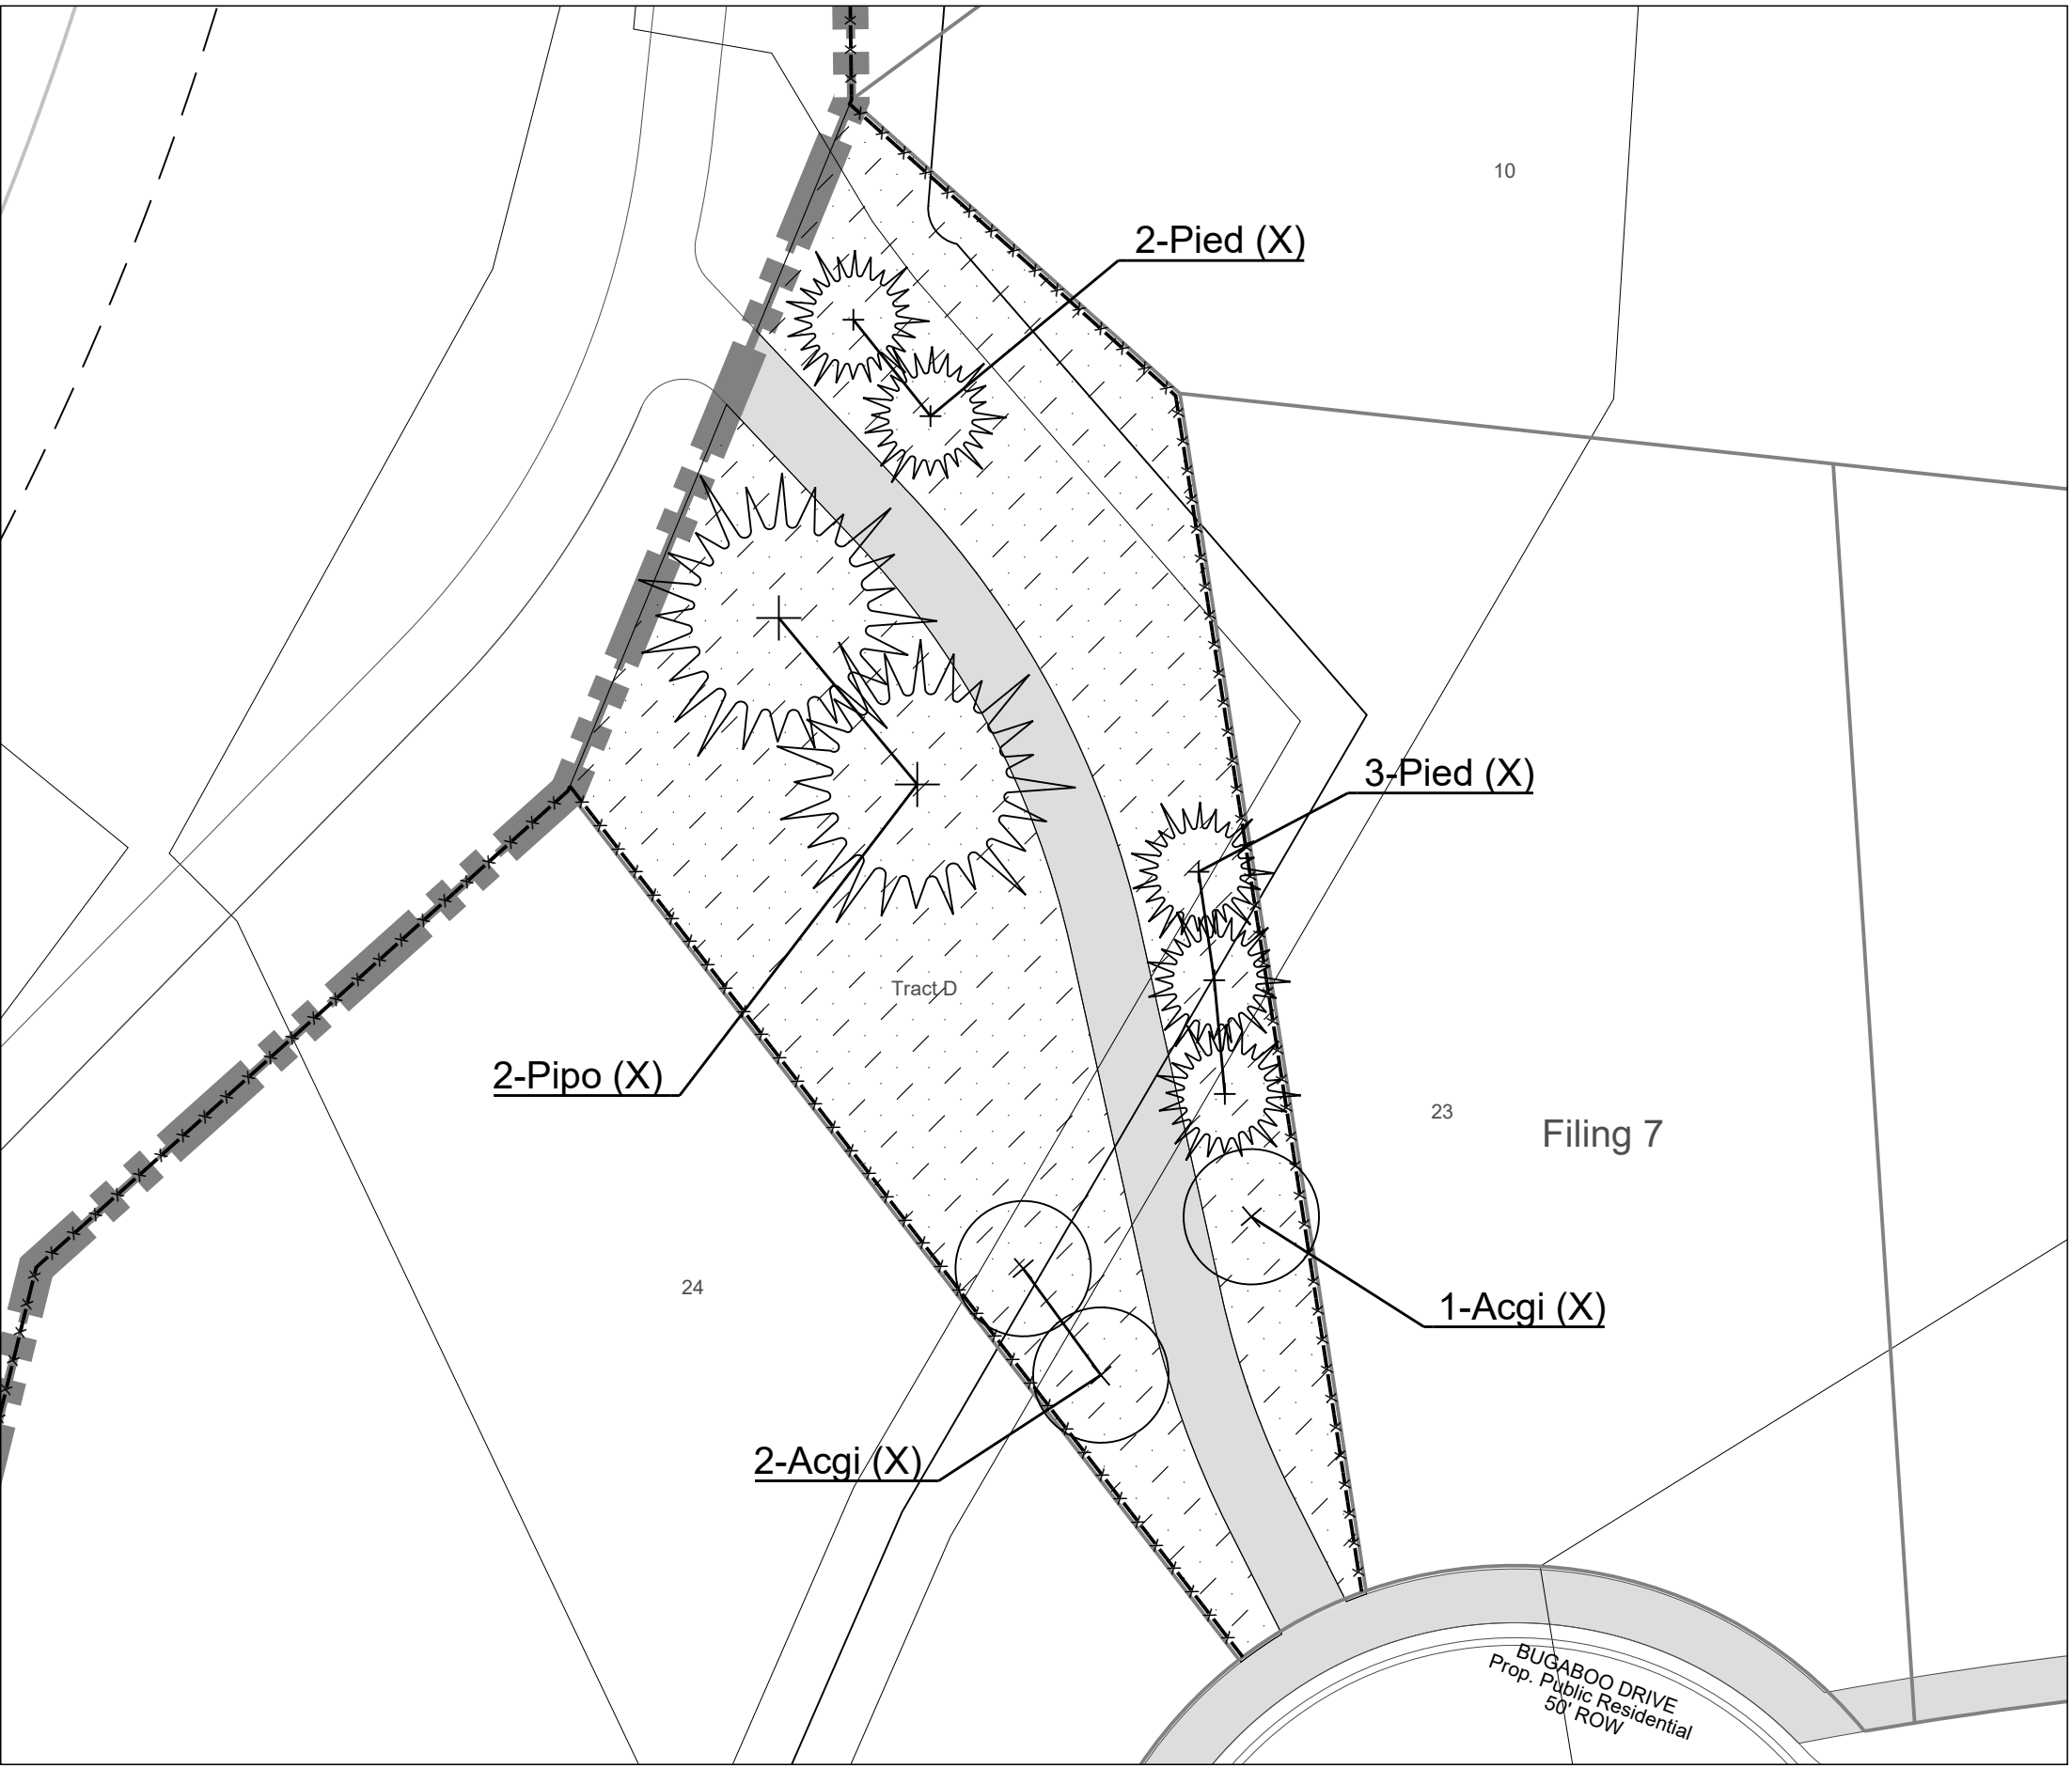 10
2-Pied (X)
3-Pied (X)
Tract D
2-Pipo (X)
23
Filing 7
24
1-Acgi (X)
2-Acgi (X)
BUGABOO DRIVE
Prop. Public Residential
50' ROW